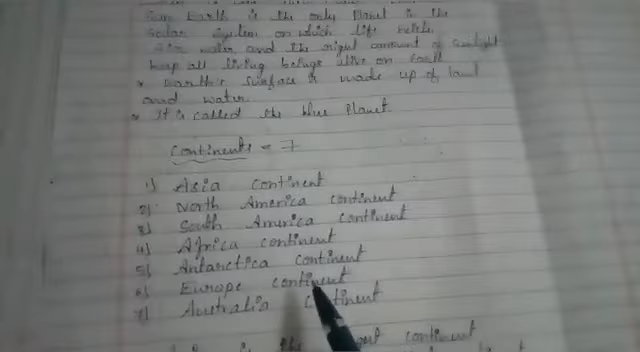 Earth is the only Planet in the
Solar System on which life
water and the right amount of Sunlight
keep all living beings alive on Earth
* Earth's Surface is made up of land
and water.
* It is called the blue Planet.
Continents = 7
1) Asia continent
2) North America continent
3) South America continent
4) Africa continent
5) Antarctica continent
6) Europe continent
7) Australia continent
continent